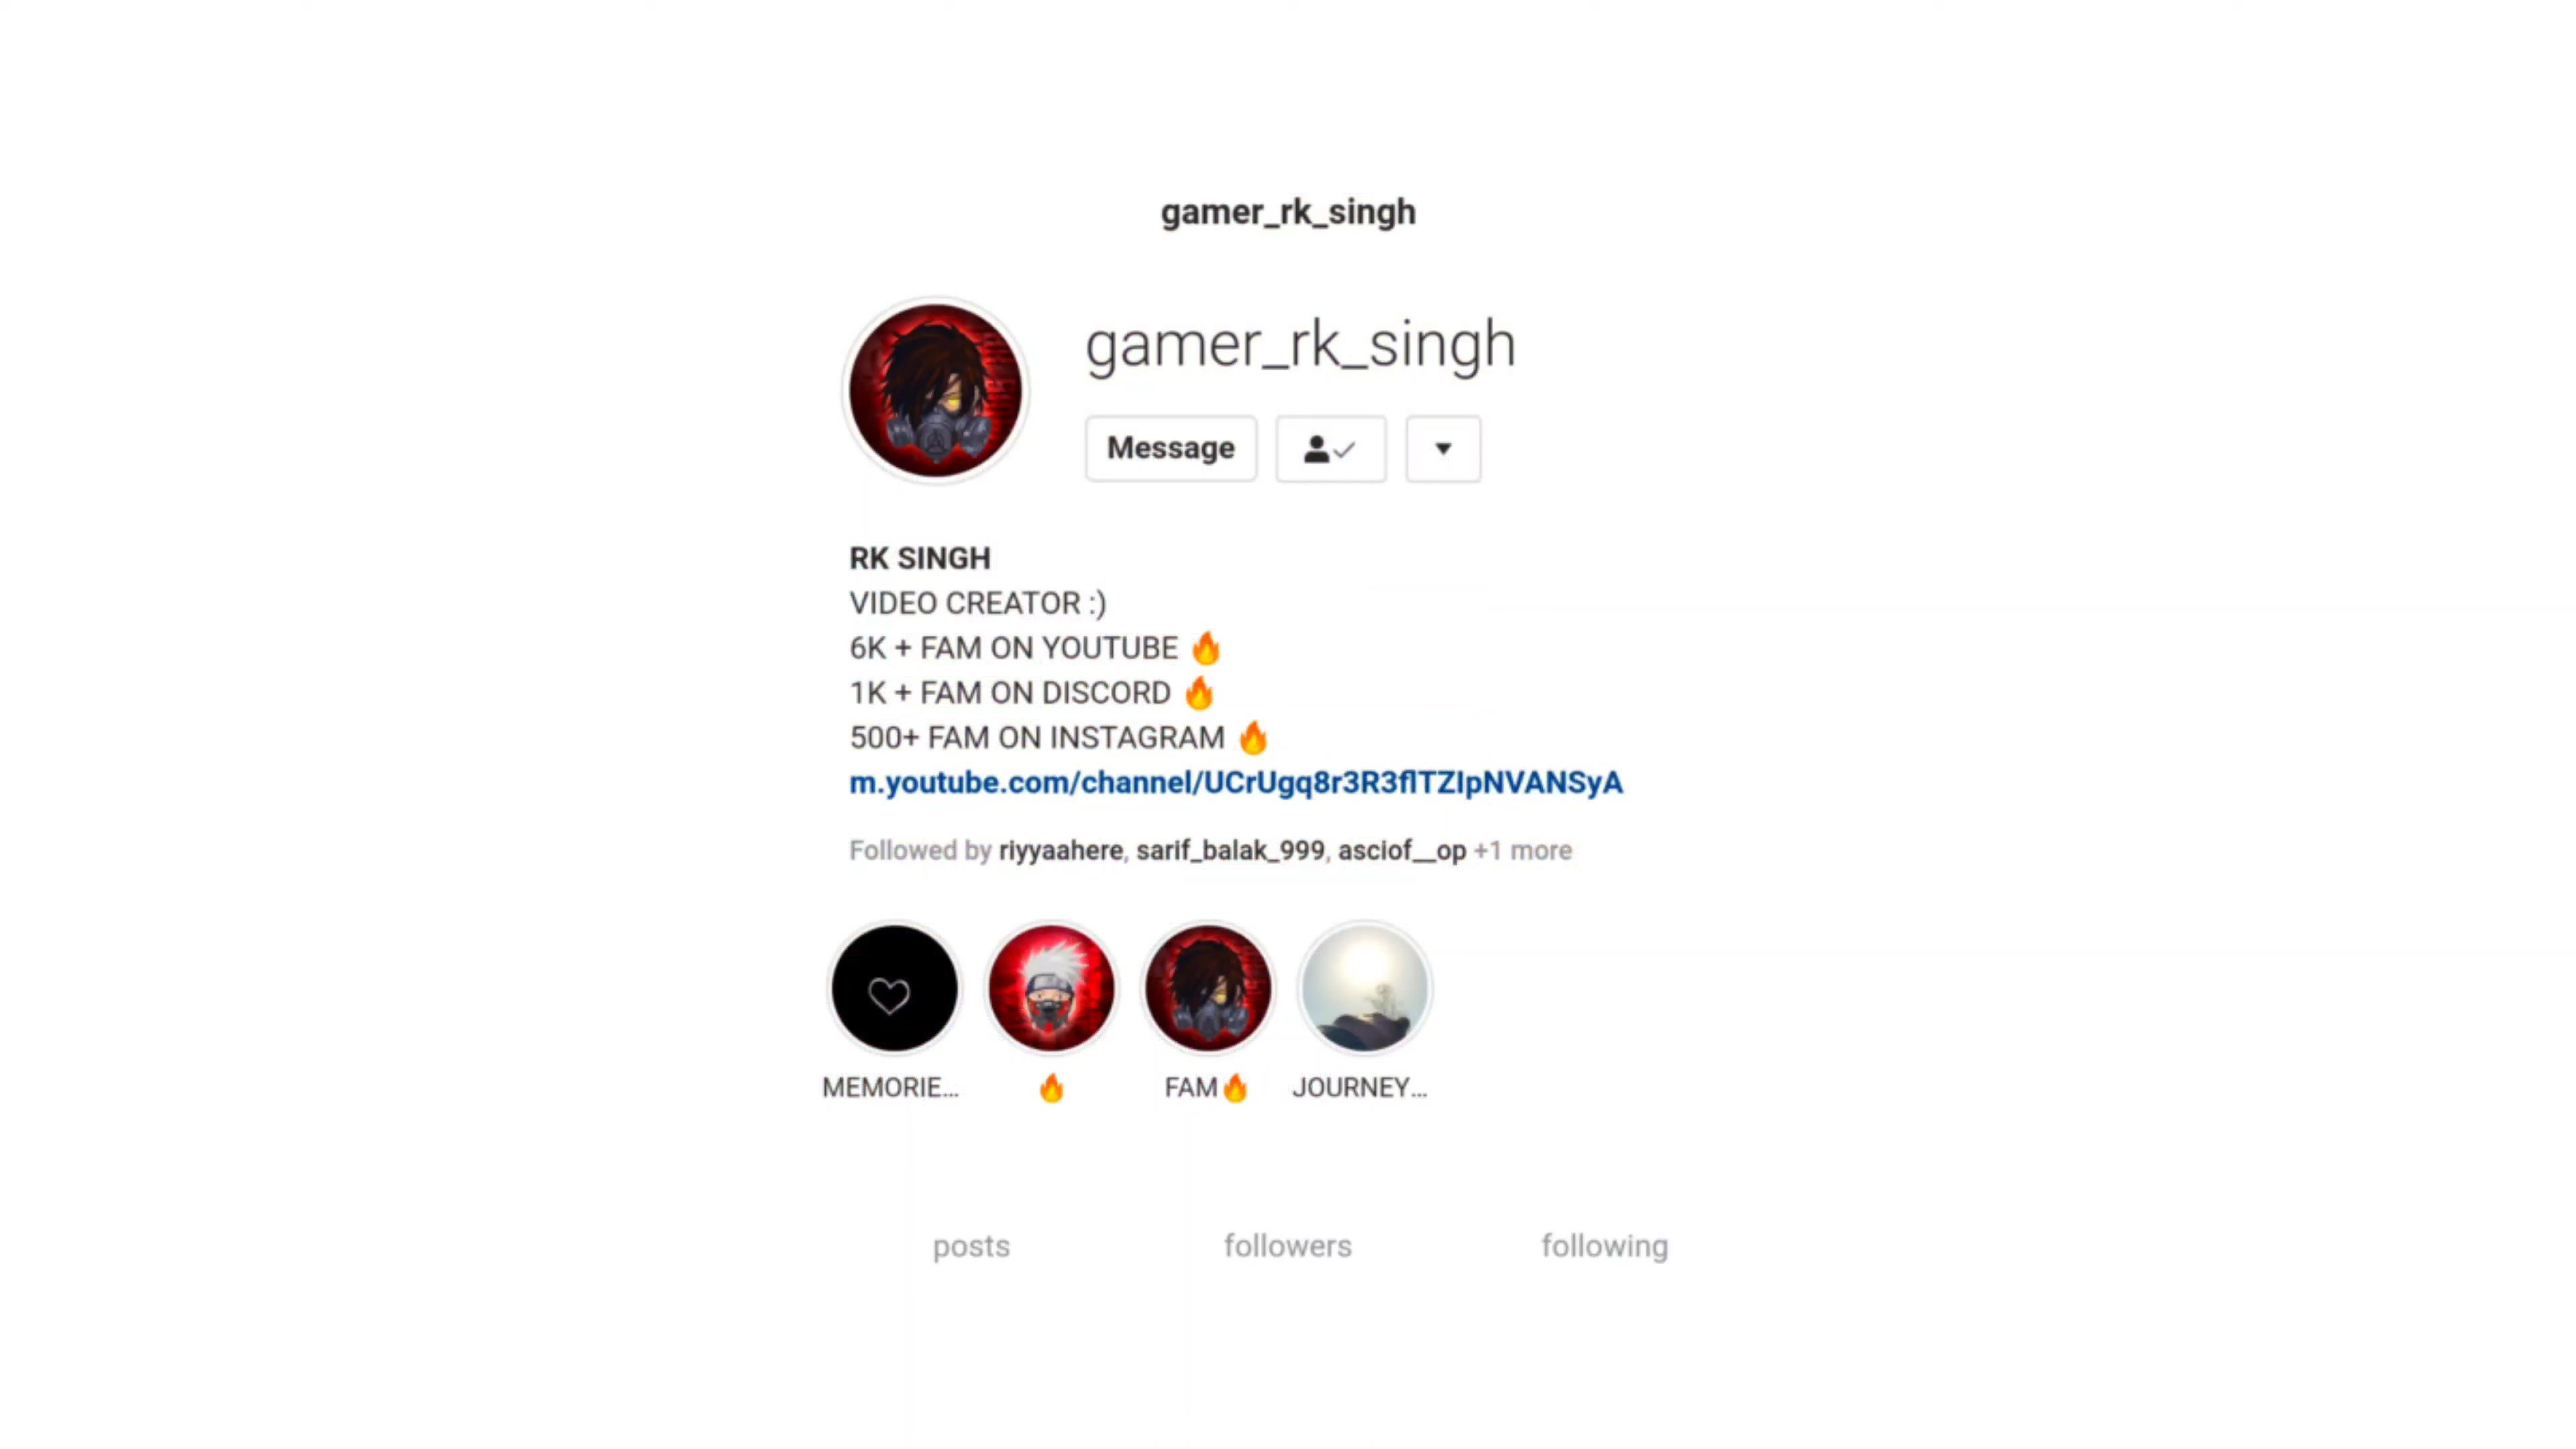 gamer_rk_singh
gamer_rk_singh
Message
RK SINGH
VIDEO CREATOR :)
6K + FAM ON YOUTUBE 🔥
1K + FAM ON DISCORD 🔥
500+ FAM ON INSTAGRAM 🔥
m.youtube.com/channel/UCrUgq8r3R3flTZIpNVANSyA
Followed by riyyaahere, sarif_balak_999, asciof__op +1 more
MEMORIE... 🔥 FAM🔥 JOURNEY...
posts followers following